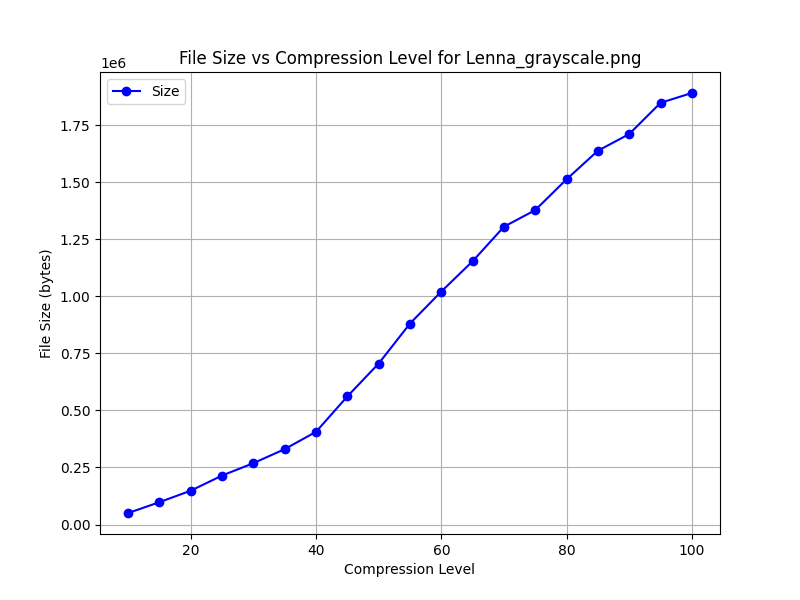 File Size vs Compression Level for Lenna_grayscale.png
1e6
Size
1.75
1.50
1.25
1.00
0.75
0.50
0.25
0.00
File Size (bytes)
20 40 60 80 100
Compression Level